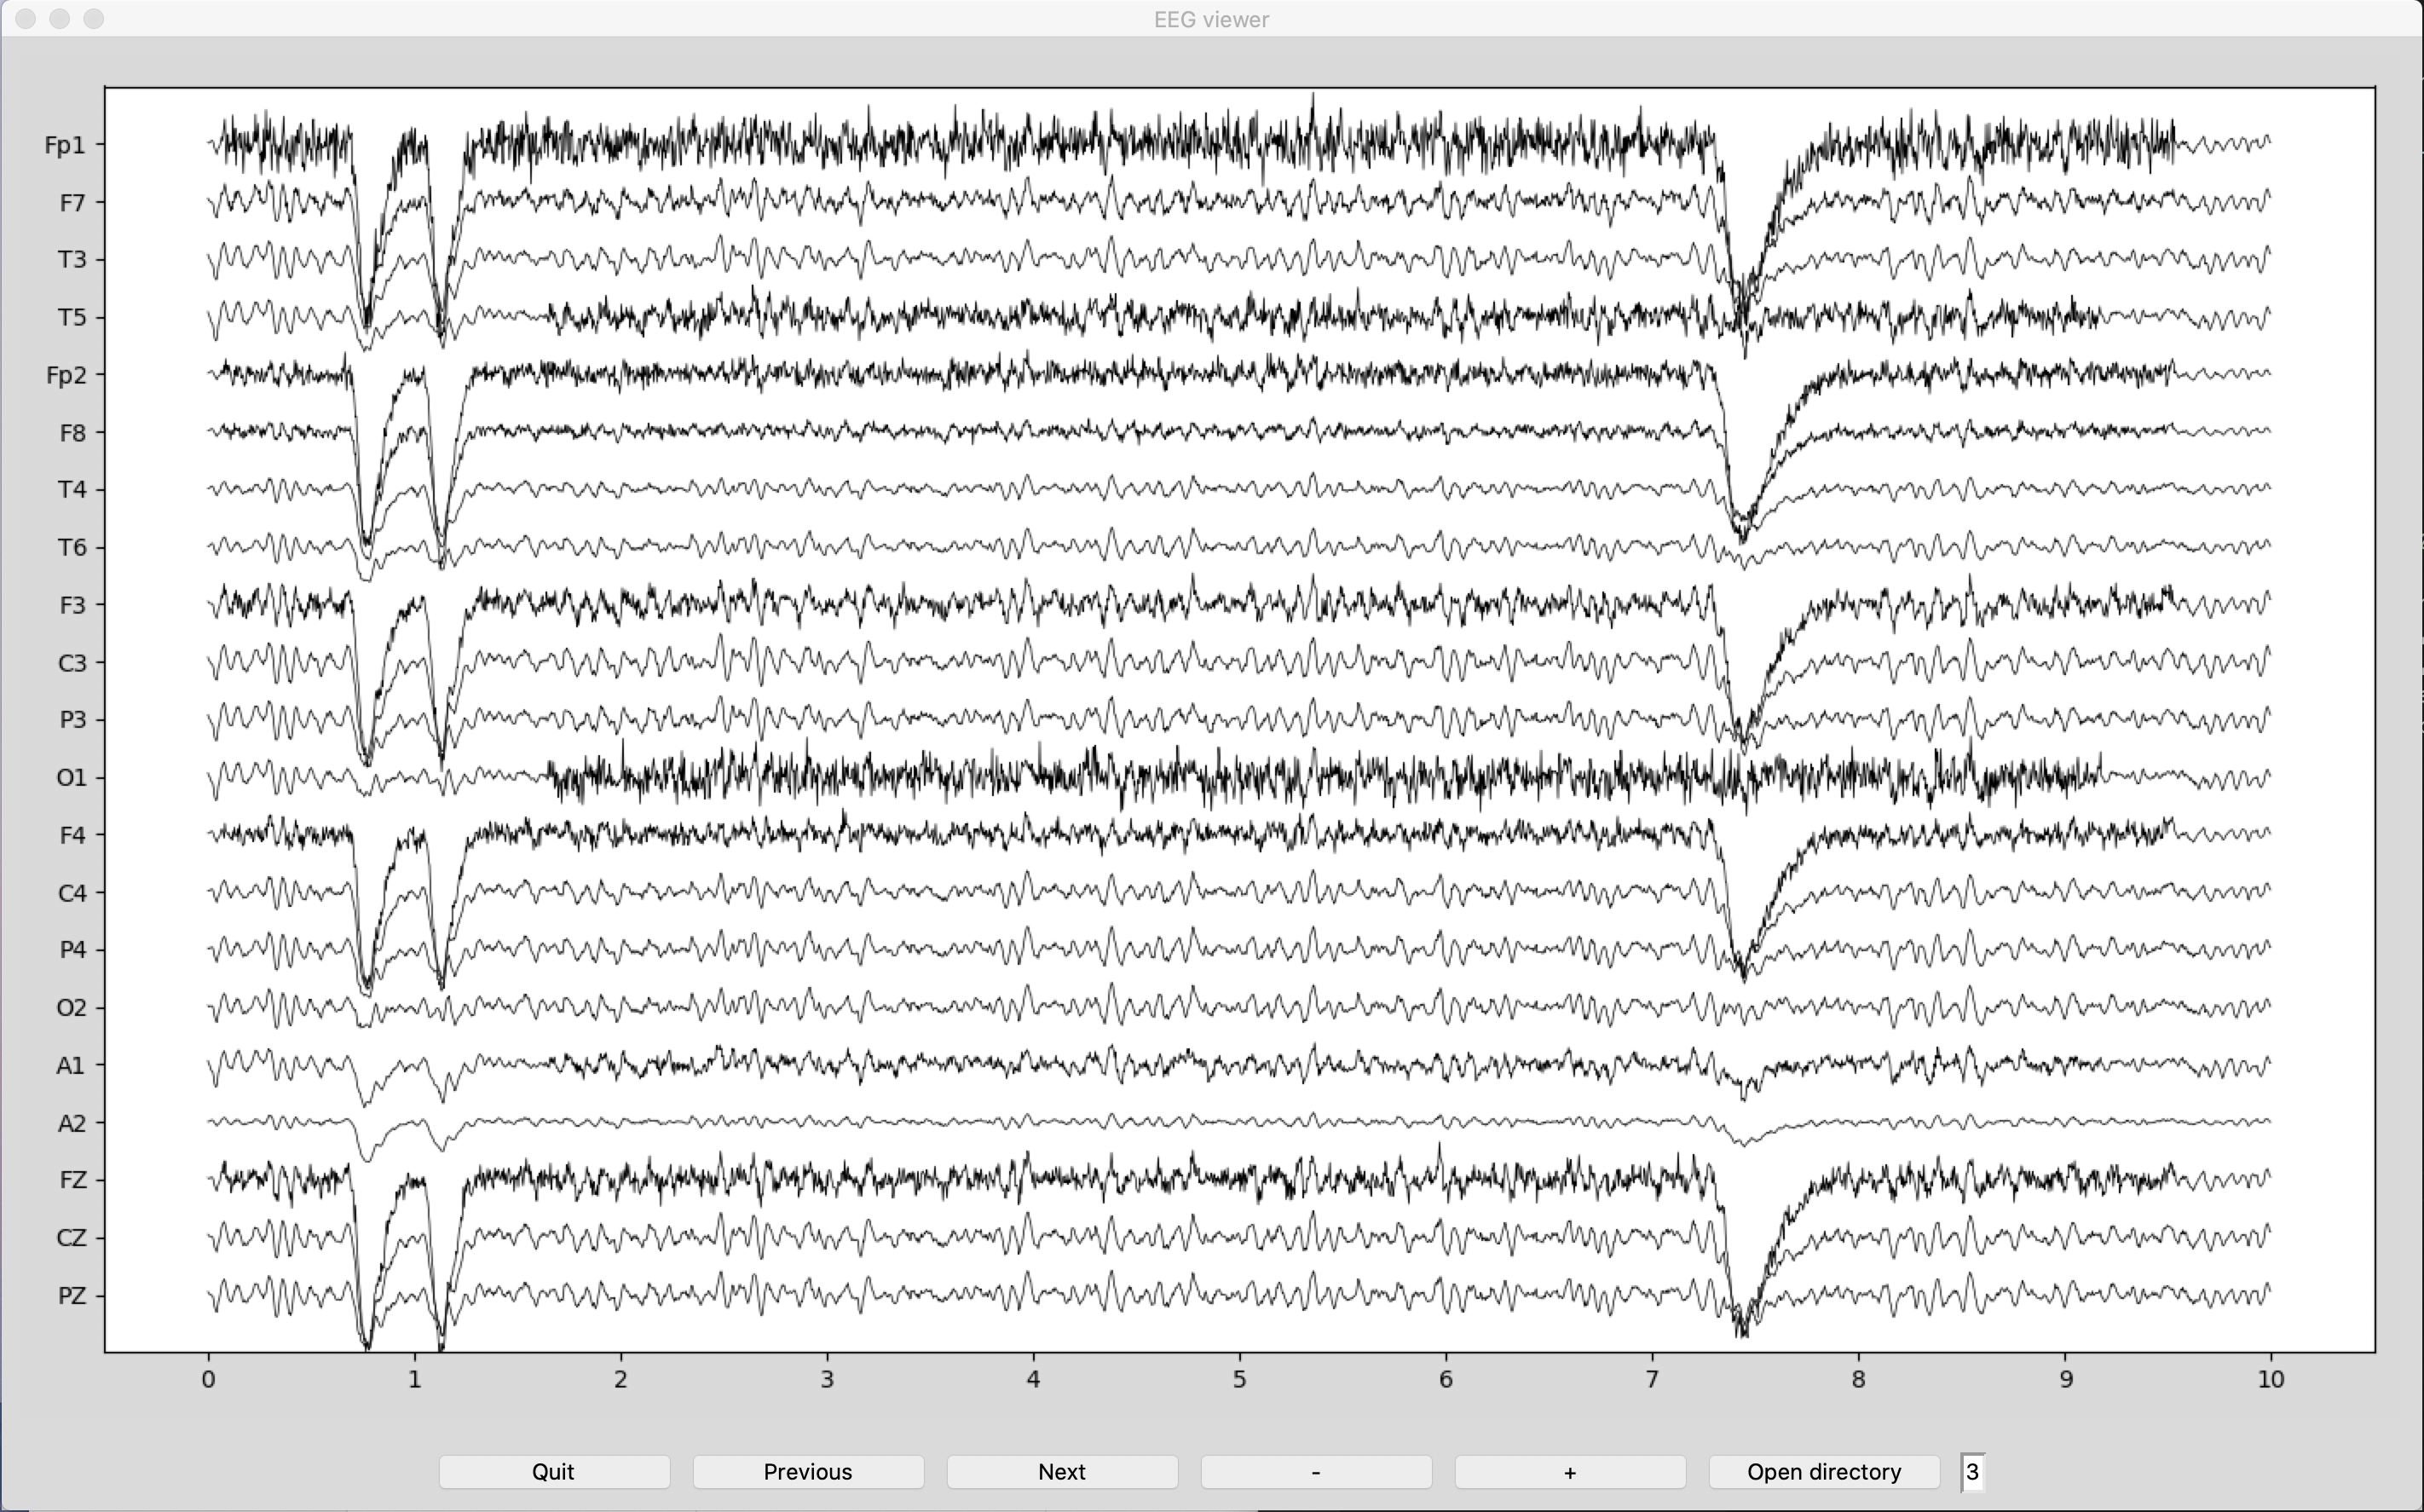 EEG viewer
Fp1
F7
T3
T5
Fp2
F8
T4
T6
F3
C3
P3
O1
F4
C4
P4
O2
A1
A2
FZ
CZ
PZ
0 1 2 3 4 5 6 7 8 9 10
Quit Previous Next - + Open directory 3